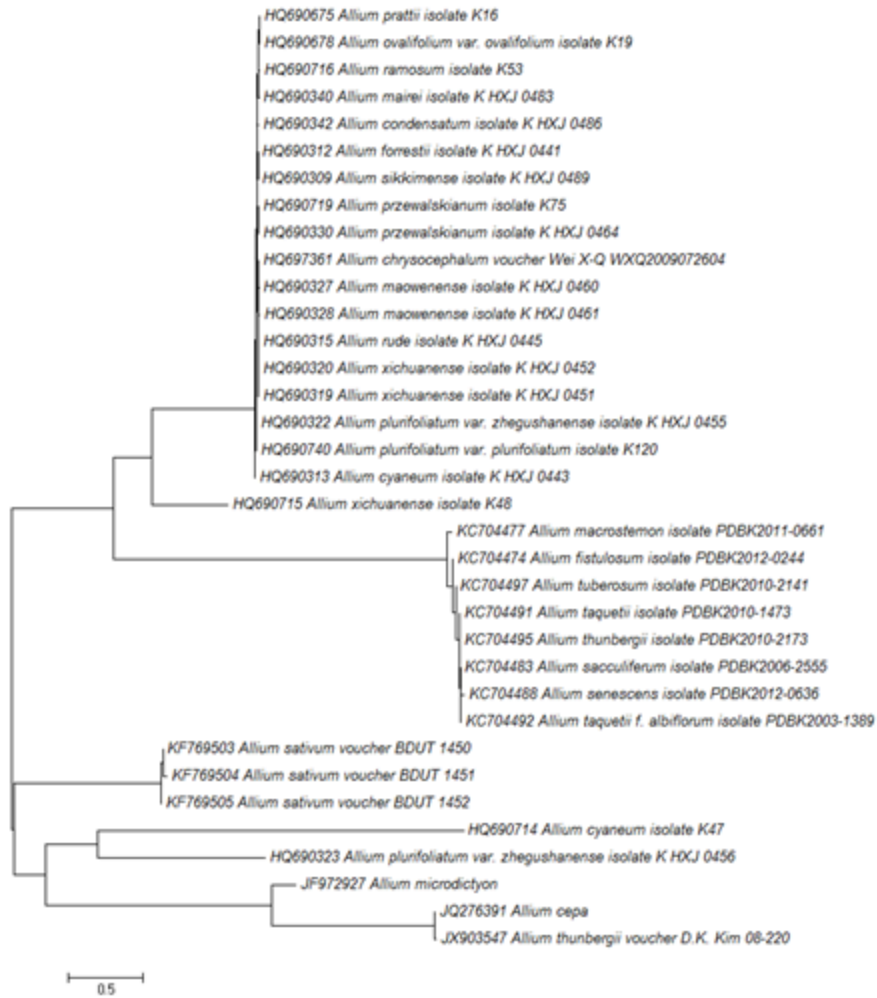 HQ690675 Allium prattii isolate K16
HQ690678 Allium ovalifolium var. ovalifolium isolate K19
HQ690716 Allium ramosum isolate K53
HQ690340 Allium mairei isolate K HXJ 0483
HQ690342 Allium condensatum isolate K HXJ 0486
HQ690312 Allium forrestii isolate K HXJ 0441
HQ690309 Allium sikkimense isolate K HXJ 0489
HQ690719 Allium przewalskianum isolate K75
HQ690330 Allium przewalskianum isolate K HXJ 0464
HQ697361 Allium chrysocephalum voucher Wei X-Q WXQ2009072604
HQ690327 Allium maowenense isolate K HXJ 0460
HQ690328 Allium maowenense isolate K HXJ 0461
HQ690315 Allium rude isolate K HXJ 0445
HQ690320 Allium xichuanense isolate K HXJ 0452
HQ690319 Allium xichuanense isolate K HXJ 0451
HQ690322 Allium plurifoliatum var. zhegushanense isolate K HXJ 0455
HQ690740 Allium plurifoliatum var. plurifoliatum isolate K120
HQ690313 Allium cyaneum isolate K HXJ 0443
HQ690715 Allium xichuanense isolate K48
KC704477 Allium macrostemon isolate PDBK2011-0661
KC704474 Allium fistulosum isolate PDBK2012-0244
KC704497 Allium tuberosum isolate PDBK2010-2141
KC704491 Allium taquetii isolate PDBK2010-1473
KC704495 Allium thunbergii isolate PDBK2010-2173
KC704483 Allium sacculiferum isolate PDBK2006-2555
KC704488 Allium senescens isolate PDBK2012-0636
KC704492 Allium taquetii f. albiflorum isolate PDBK2003-1389
KF769503 Allium sativum voucher BDUT 1450
KF769504 Allium sativum voucher BDUT 1451
KF769505 Allium sativum voucher BDUT 1452
HQ690714 Allium cyaneum isolate K47
HQ690323 Allium plurifoliatum var. zhegushanense isolate K HXJ 0456
JF972927 Allium microdictyon
JQ276391 Allium cepa
JX903547 Allium thunbergii voucher D.K. Kim 08-220
0.5